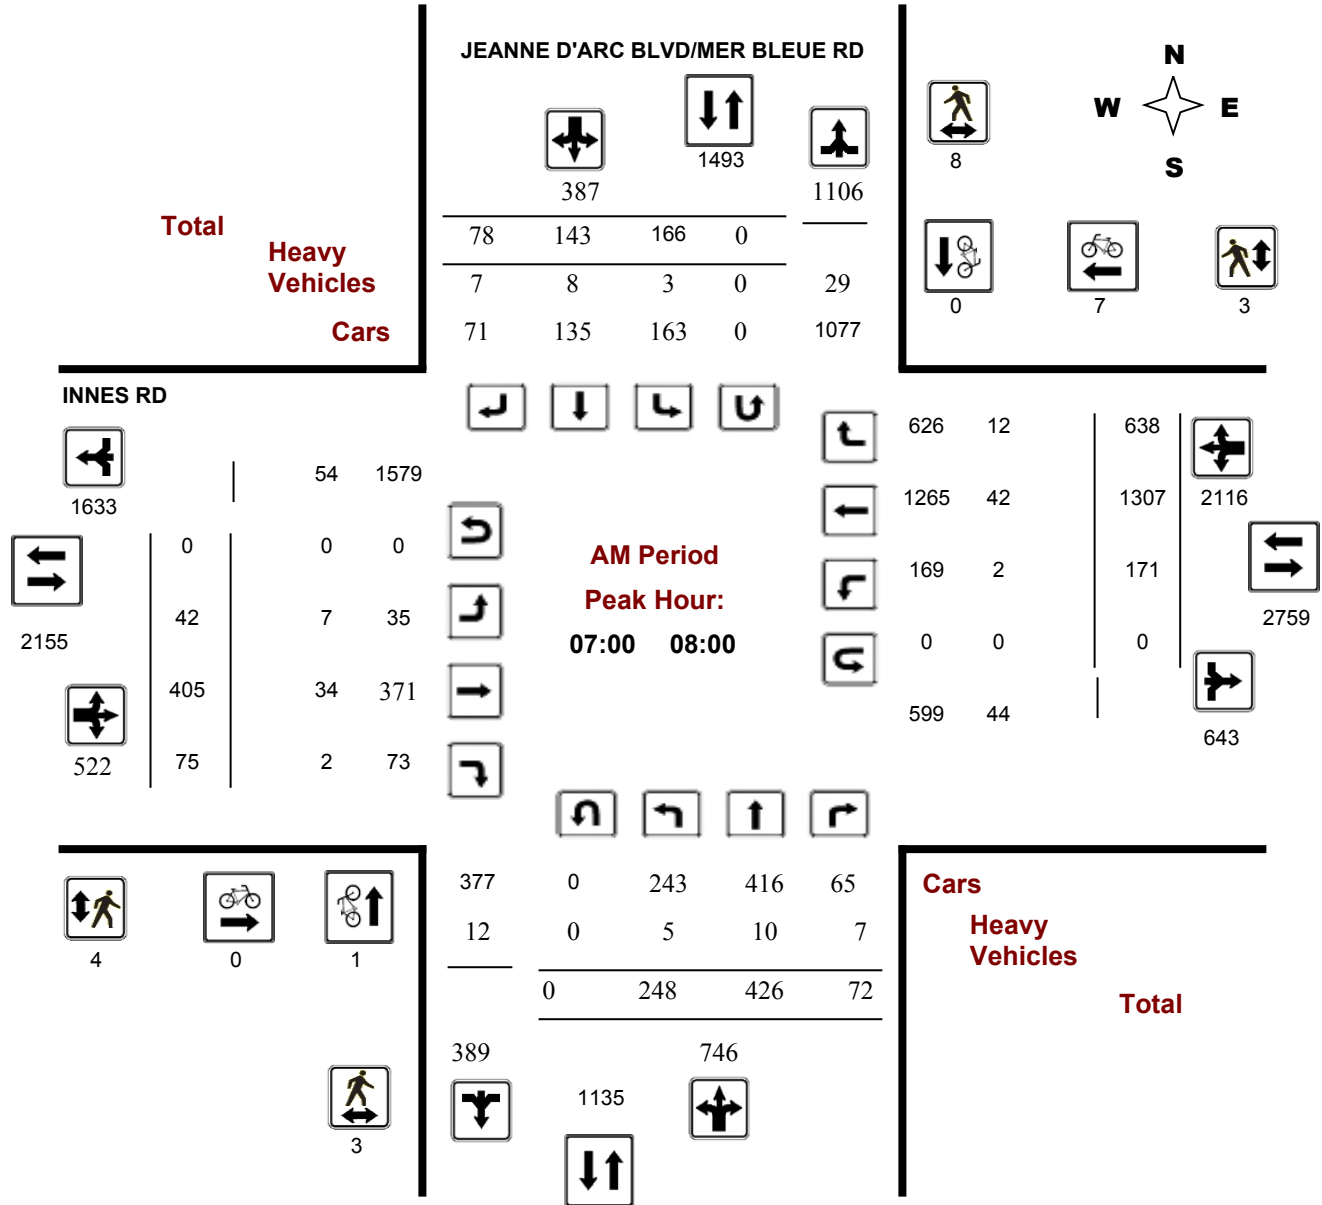 JEANNE D'ARC BLVD/MER BLEUE RD
N
W E
S
1493
8
387 1106
Total 78 143 166 0
Heavy
Vehicles 7 8 3 0 29
0 7 3
Cars 71 135 163 0 1077
INNES RD
626 12 638
54 1579
1633
1265 42 1307 2116
0 0 0
AM Period
169 2 171
Peak Hour:
42 7 35
2759
2155
07:00 08:00
0 0 0
405 34 371
599 44
643
522 75 2 73
377 0 243 416 65
Cars
12 0 5 10 7
Heavy
Vehicles
4 0 1
0 248 426 72
Total
389 746
1135
3